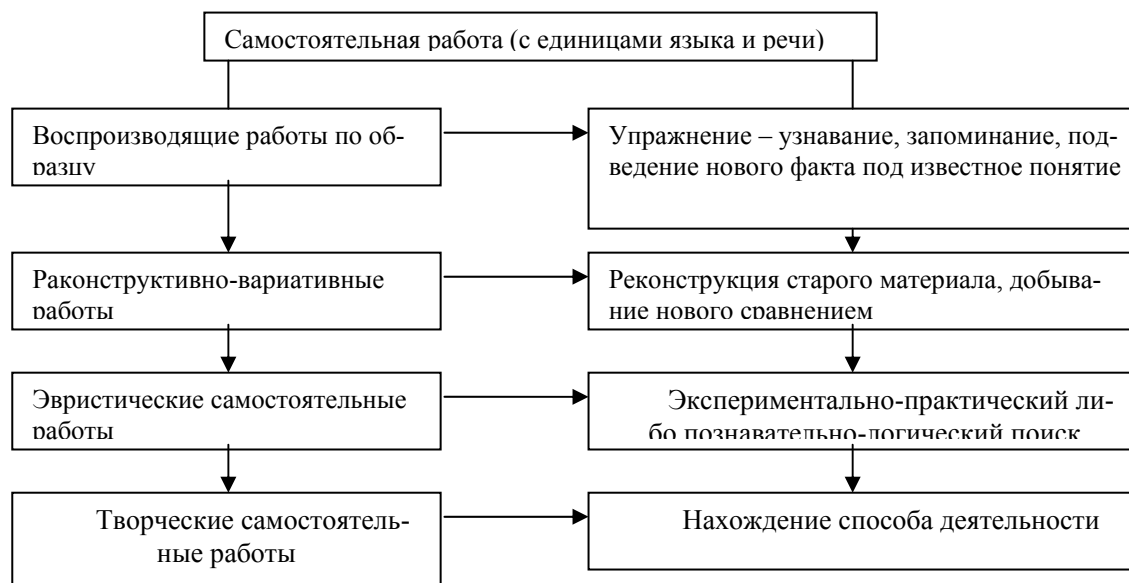 Самостоятельная работа (с единицами языка и речи)
Воспроизводящие работы по об-
разцу
Упражнение – узнавание, запоминание, под-
ведение нового факта под известное понятие
Раконструктивно-вариативные
работы
Реконструкция старого материала, добыва-
ние нового сравнением
Эвристические самостоятельные
работы
Экспериментально-практический ли-
бо познавательно-логический поиск
Творческие самостоятель-
ные работы
Нахождение способа деятельности